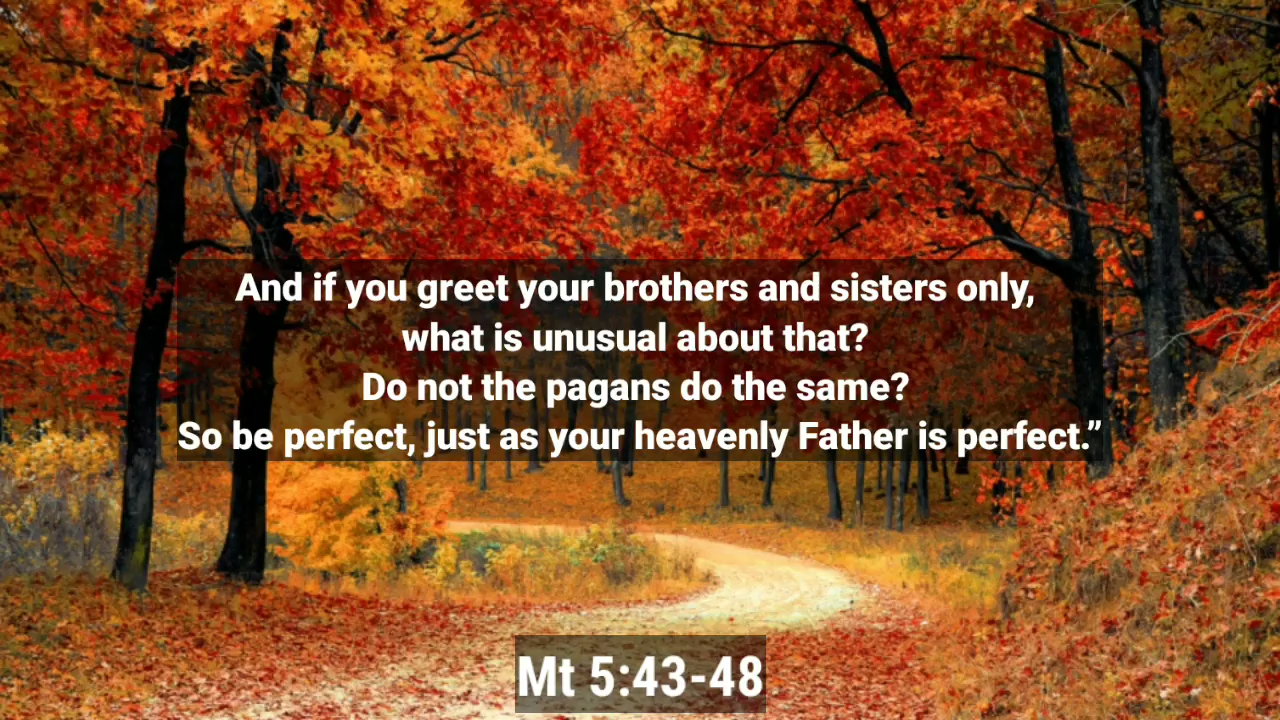 And if you greet your brothers and sisters only,
what is unusual about that?
Do not the pagans do the same?
So be perfect, just as your heavenly Father is perfect.”
Mt 5:43-48